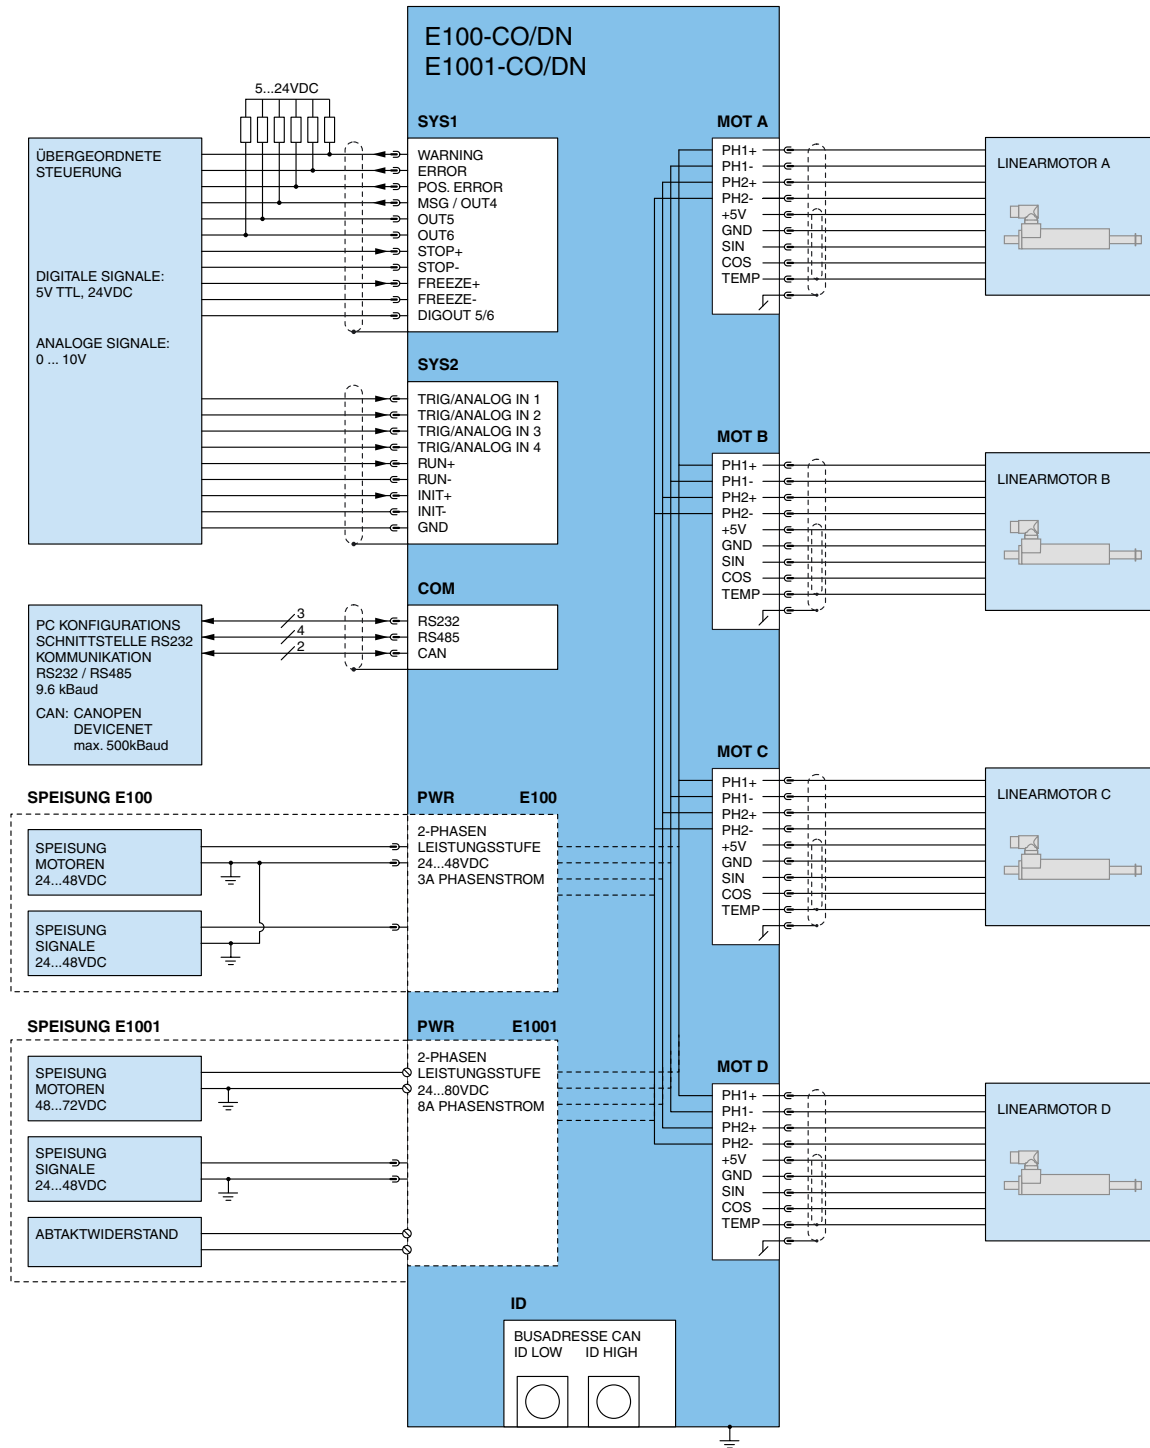 E100-CO/DN
E1001-CO/DN
5...24VDC
SYS1
ÜBERGEORDNETE
STEUERUNG
DIGITALE SIGNALE:
5V TTL, 24VDC
ANALOGE SIGNALE:
0 ... 10V
WARNING
ERROR
POS. ERROR
MSG / OUT4
OUT5
OUT6
STOP+
STOP-
FREEZE+
FREEZE-
DIGOUT 5/6
SYS2
TRIG/ANALOG IN 1
TRIG/ANALOG IN 2
TRIG/ANALOG IN 3
TRIG/ANALOG IN 4
RUN+
RUN-
INIT+
INIT-
GND
COM
PC KONFIGURATIONS
SCHNITTSTELLE RS232
KOMMUNIKATION
RS232 / RS485
9.6 kBaud
CAN: CANOPEN
DEVICENET
max. 500kBaud
3
4
2
RS232
RS485
CAN
SPEISUNG E100
PWR E100
SPEISUNG
MOTOREN
24...48VDC
SPEISUNG
SIGNALE
24...48VDC
2-PHASEN
LEISTUNGSSTUFE
24...48VDC
3A PHASENSTROM
SPEISUNG E1001
PWR E1001
SPEISUNG
MOTOREN
48...72VDC
SPEISUNG
SIGNALE
24...48VDC
ABTAKTWIDERSTAND
2-PHASEN
LEISTUNGSSTUFE
24...80VDC
8A PHASENSTROM
ID
BUSADRESSE CAN
ID LOW ID HIGH
MOT A
PH1+
PH1-
PH2+
PH2-
+5V
GND
SIN
COS
TEMP
LINEARMOTOR A
MOT B
PH1+
PH1-
PH2+
PH2-
+5V
GND
SIN
COS
TEMP
LINEARMOTOR B
MOT C
PH1+
PH1-
PH2+
PH2-
+5V
GND
SIN
COS
TEMP
LINEARMOTOR C
MOT D
PH1+
PH1-
PH2+
PH2-
+5V
GND
SIN
COS
TEMP
LINEARMOTOR D